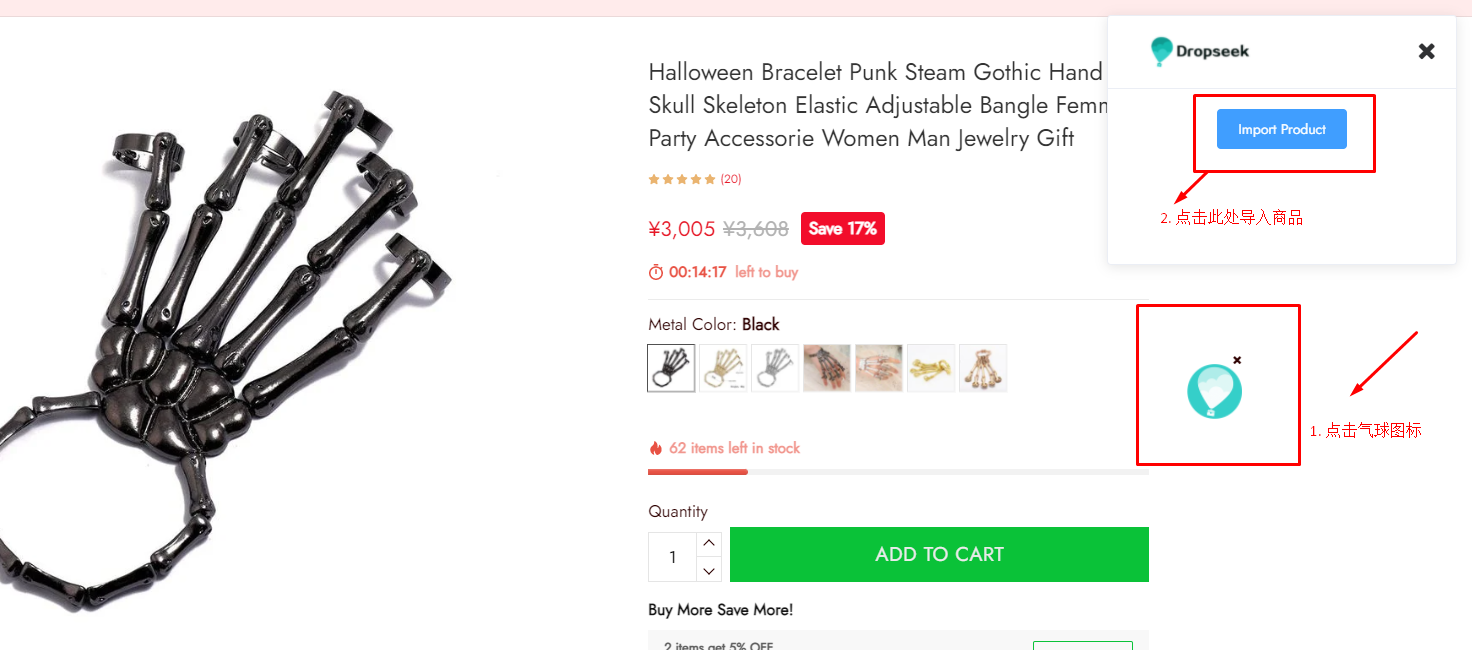 Dropseek
Import Product
2. 点击此处导入商品
Halloween Bracelet Punk Steam Gothic Hand
Skull Skeleton Elastic Adjustable Bangle Femm
Party Accessorie Women Man Jewelry Gift
(20)
¥3,005 ¥3,608 Save 17%
00:14:17 left to buy
Metal Color: Black
1. 点击气球图标
62 items left in stock
Quantity
1
ADD TO CART
Buy More Save More!
2 items get 5% OFF